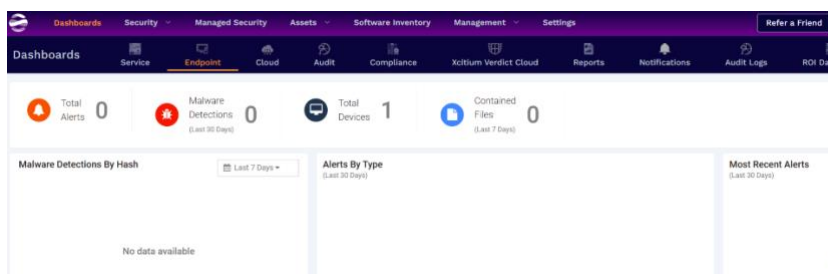 Dashboards Security Managed Security Assets Software Inventory Management Settings Refer a Friend
Dashboards Service Endpoint Cloud Audit Compliance Xcitium Verdict Cloud Reports Notifications Audit Logs ROI Da
Total Alerts 0
Malware Detections (Last 30 Days) 0
Total Devices 1
Contained Files (Last 7 Days) 0
Malware Detections By Hash
Last 7 Days
No data available
Alerts By Type
(Last 30 Days)
Most Recent Alerts
(Last 30 Days)